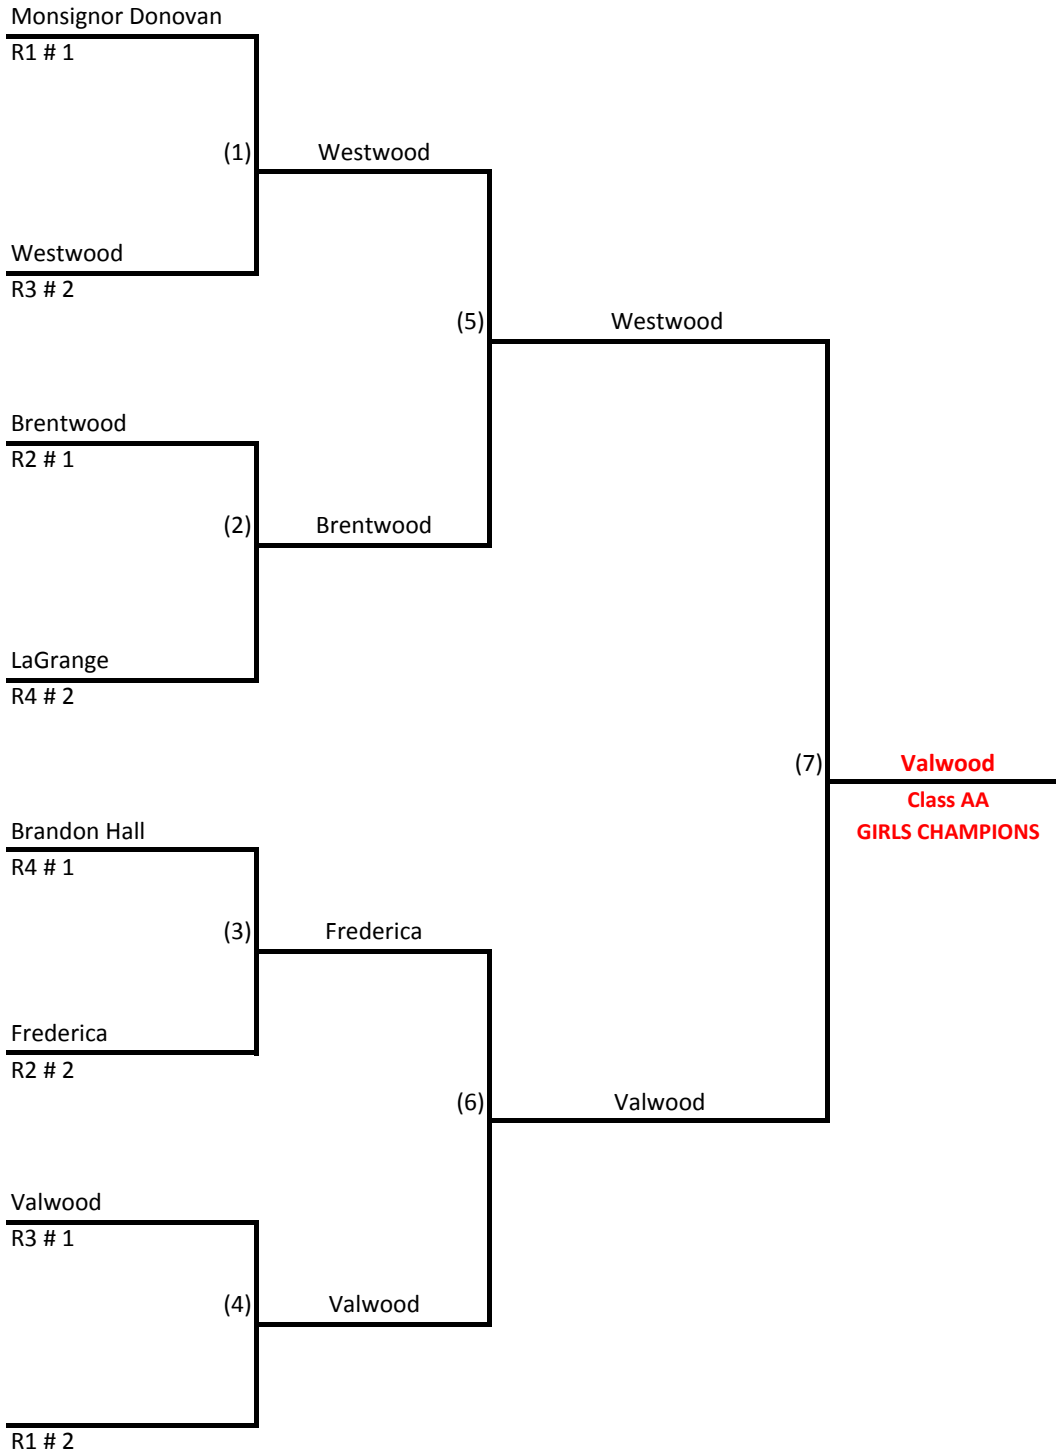 Monsignor Donovan
R1 # 1
(1)
Westwood
Westwood
R3 # 2
(5)
Westwood
Brentwood
R2 # 1
(2)
Brentwood
LaGrange
R4 # 2
(7)
Valwood
Class AA
GIRLS CHAMPIONS
Brandon Hall
R4 # 1
(3)
Frederica
Frederica
R2 # 2
(6)
Valwood
Valwood
R3 # 1
(4)
Valwood
R1 # 2